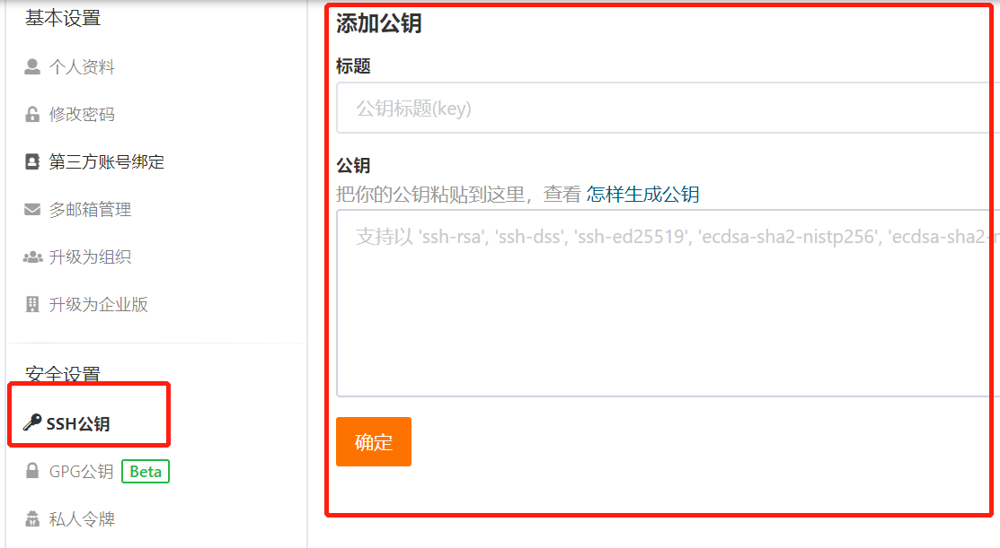 基本设置
个人资料
修改密码
第三方账号绑定
多邮箱管理
升级为组织
升级为企业版
安全设置
SSH公钥
GPG公钥 Beta
私人令牌
添加公钥
标题
公钥标题(key)
公钥
把你的公钥粘贴到这里，查看 怎样生成公钥
支持以 'ssh-rsa', 'ssh-dss', 'ssh-ed25519', 'ecdsa-sha2-nistp256', 'ecdsa-sha2-
确定